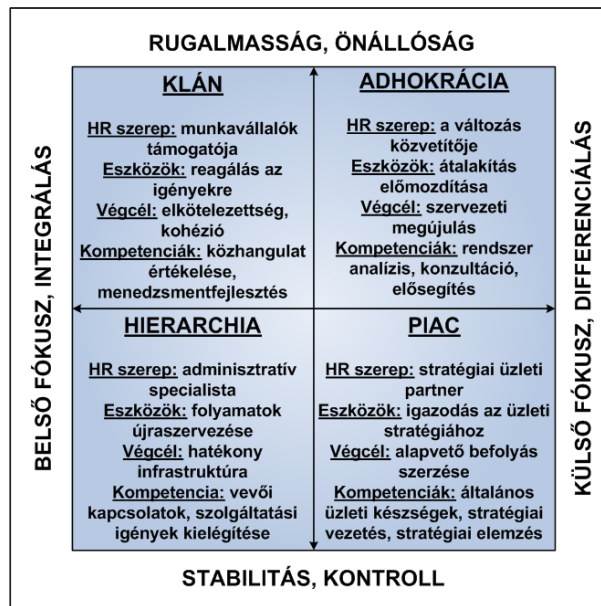 RUGALMASSÁG, ÖNÁLLÓSÁG
BELSŐ FÓKUSZ, INTEGRÁLÁS
KLÁN
HR szerep: munkavállalók
támogatója
Eszközök: reagálás az
igényekre
Végcél: elkötelezettség,
kohézió
Kompetenciák: közhangulat
értékelése,
menedzsmentfejlesztés
ADHOKRÁCIA
HR szerep: a változás
közvetítője
Eszközök: átalakítás
előmozdítása
Végcél: szervezeti
megújulás
Kompetenciák: rendszer
analízis, konzultáció,
elősegítés
HIERARCHIA
HR szerep: adminisztratív
specialista
Eszközök: folyamatok
újraszervezése
Végcél: hatékony
infrastruktúra
Kompetencia: vevői
kapcsolatok, szolgáltatási
igények kielégítése
PIAC
HR szerep: stratégiai üzleti
partner
Eszközök: igazodás az üzleti
stratégiához
Végcél: alapvető befolyás
szerzése
Kompetenciák: általános
üzleti készségek, stratégiai
vezetés, stratégiai elemzés
KÜLSŐ FÓKUSZ, DIFFERENCIÁLÁS
STABILITÁS, KONTROLL